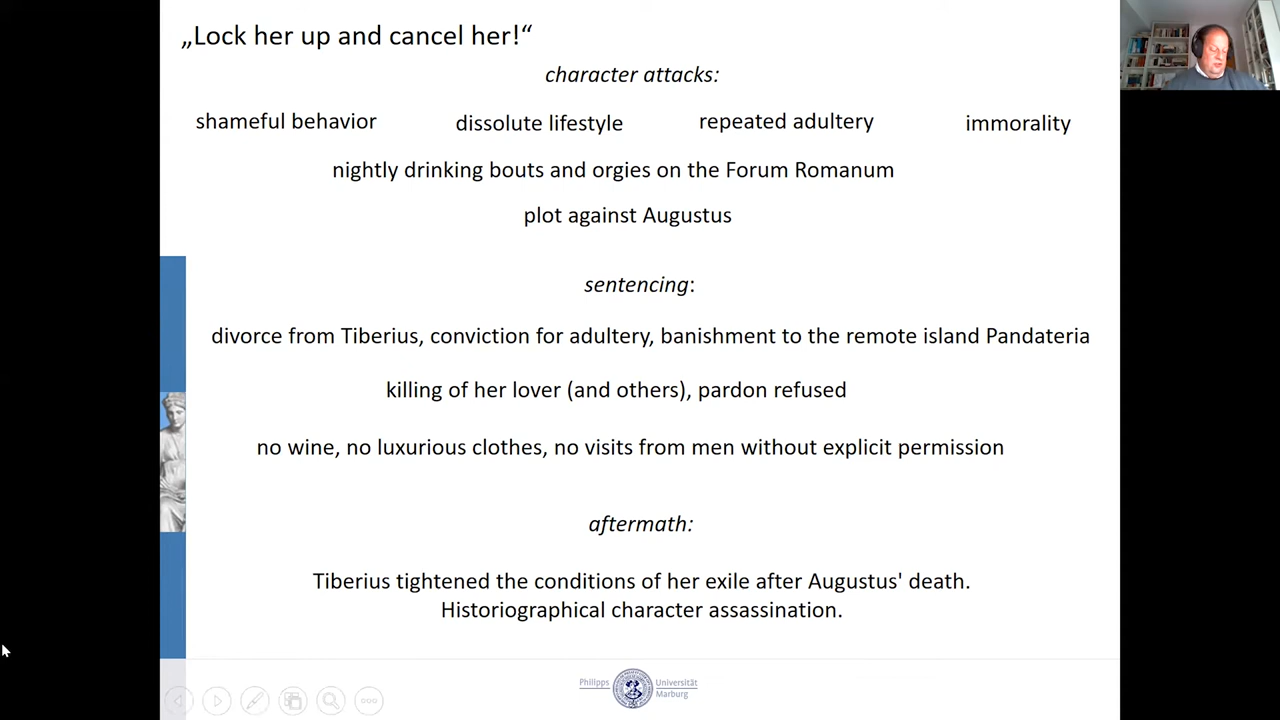 „Lock her up and cancel her!“
character attacks:
shameful behavior dissolute lifestyle repeated adultery immorality
nightly drinking bouts and orgies on the Forum Romanum
plot against Augustus
sentencing:
divorce from Tiberius, conviction for adultery, banishment to the remote island Pandateria
killing of her lover (and others), pardon refused
no wine, no luxurious clothes, no visits from men without explicit permission
aftermath:
Tiberius tightened the conditions of her exile after Augustus' death.
Historiographical character assassination.
Philipps Universität
Marburg